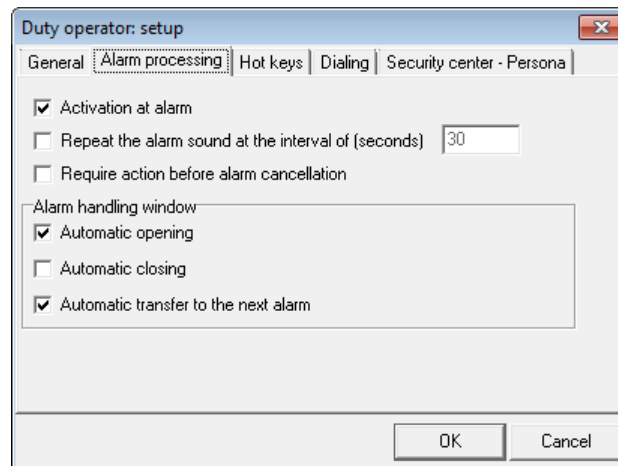 Duty operator: setup
General Alarm processing Hot keys Dialing Security center - Persona
Activation at alarm
Repeat the alarm sound at the interval of (seconds) 30
Require action before alarm cancellation
Alarm handling window
Automatic opening
Automatic closing
Automatic transfer to the next alarm
OK Cancel